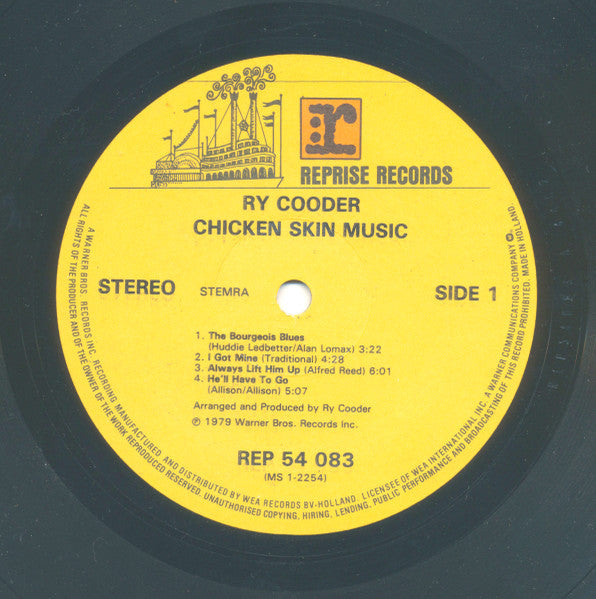 r
REPRISE RECORDS
RY COODER
CHICKEN SKIN MUSIC
STEREO
STEMRA
SIDE 1
1. The Bourgeois Blues
(Huddie Ledbetter/Alan Lomax) 3:22
2. I Got Mine (Traditional) 4:28
3. Always Lift Him Up (Alfred Reed) 6:01
4. He'll Have To Go
(Allison/Allison) 5:07
Arranged and Produced by Ry Cooder
℗ 1979 Warner Bros. Records Inc.
REP 54 083
(MS 1-2254)
A WARNER BROS. RECORDS INC. RECORDING, MANUFACTURED AND DISTRIBUTED BY WEA RECORDS BV-HOLLAND. LICENSEE OF WEA INTERNATIONAL INC. A WARNER COMMUNICATIONS COMPANY
ALL RIGHTS OF THE PRODUCER AND OF THE OWNER OF THE WORK REPRODUCED RESERVED. UNAUTHORISED COPYING, HIRING, LENDING, PUBLIC PERFORMANCE AND BROADCASTING OF THIS RECORD PROHIBITED. MADE IN HOLLAND.